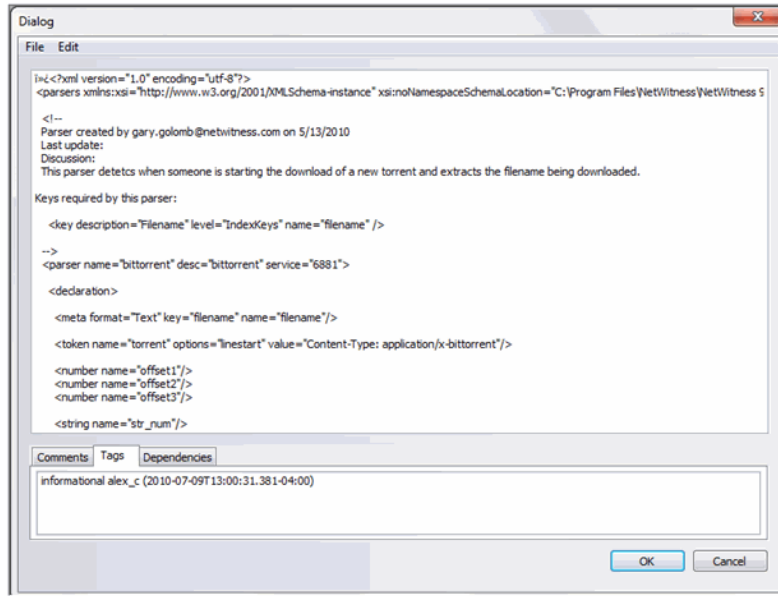 Dialog
File Edit
ï»¿<?xml version="1.0" encoding="utf-8"?>
<parsers xmlns:xsi="http://www.w3.org/2001/XMLSchema-instance" xsi:noNamespaceSchemaLocation="C:\Program Files\NetWitness\NetWitness 9
<!--
Parser created by gary.golomb@netwitness.com on 5/13/2010
Last update:
Discussion:
This parser detetcs when someone is starting the download of a new torrent and extracts the filename being downloaded.
Keys required by this parser:
<key description="Filename" level="IndexKeys" name="filename" />
-->
<parser name="bittorrent" desc="bittorrent" service="6881">
<declaration>
<meta format="Text" key="filename" name="filename"/>
<token name="torrent" options="linestart" value="Content-Type: application/x-bittorrent"/>
<number name="offset1"/>
<number name="offset2"/>
<number name="offset3"/>
<string name="str_num"/>
Comments Tags Dependencies
informational alex_c (2010-07-09T13:00:31.381-04:00)
OK Cancel